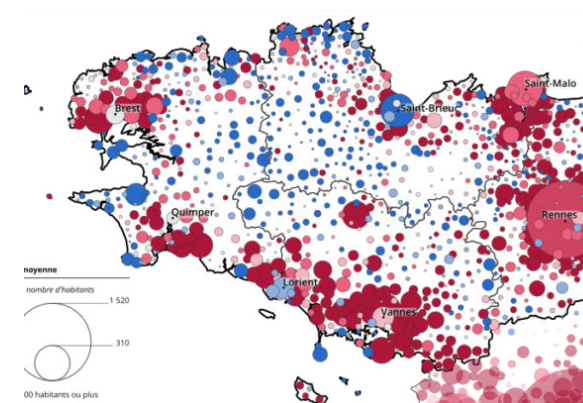 Saint-Malo
Brest
Saint-Brieuc
Quimper
Rennes
moyenne
nombre d'habitants
1 520
Lorient
Vannes
310
00 habitants ou plus